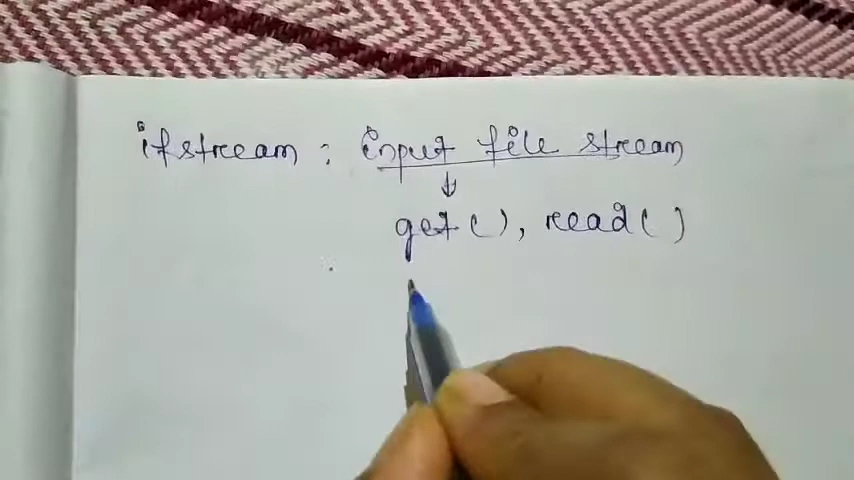 ifstream : input file stream
get( ), read( )